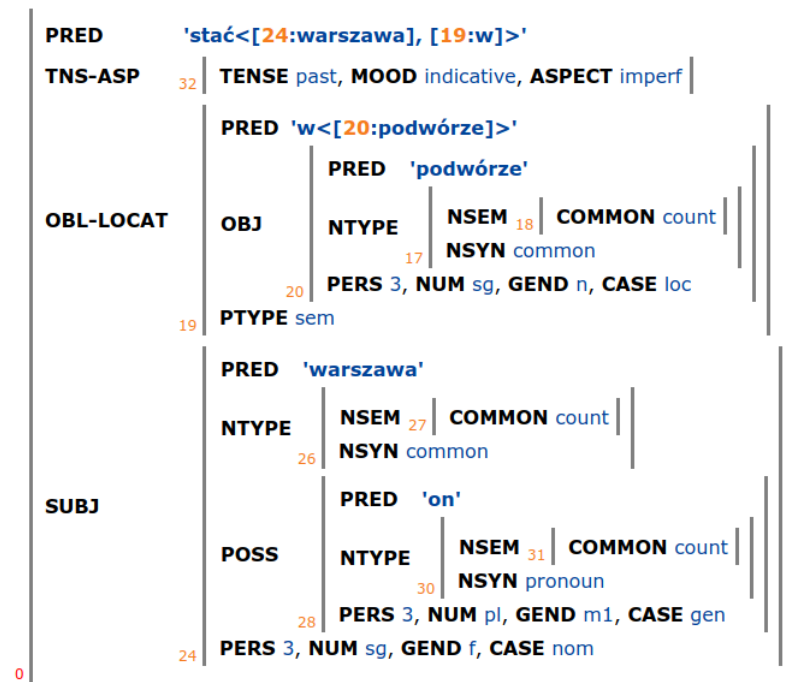 PRED 'stać<[24:warszawa], [19:w]>'
TNS-ASP 32 TENSE past, MOOD indicative, ASPECT imperf
PRED 'w<[20:podwórze]>'
PRED 'podwórze'
OBL-LOCAT OBJ NTYPE NSEM 18 COMMON count
17 NSYN common
20 PERS 3, NUM sg, GEND n, CASE loc
19 PTYPE sem
PRED 'warszawa'
NTYPE NSEM 27 COMMON count
26 NSYN common
SUBJ PRED 'on'
POSS NTYPE NSEM 31 COMMON count
30 NSYN pronoun
28 PERS 3, NUM pl, GEND m1, CASE gen
24 PERS 3, NUM sg, GEND f, CASE nom
0